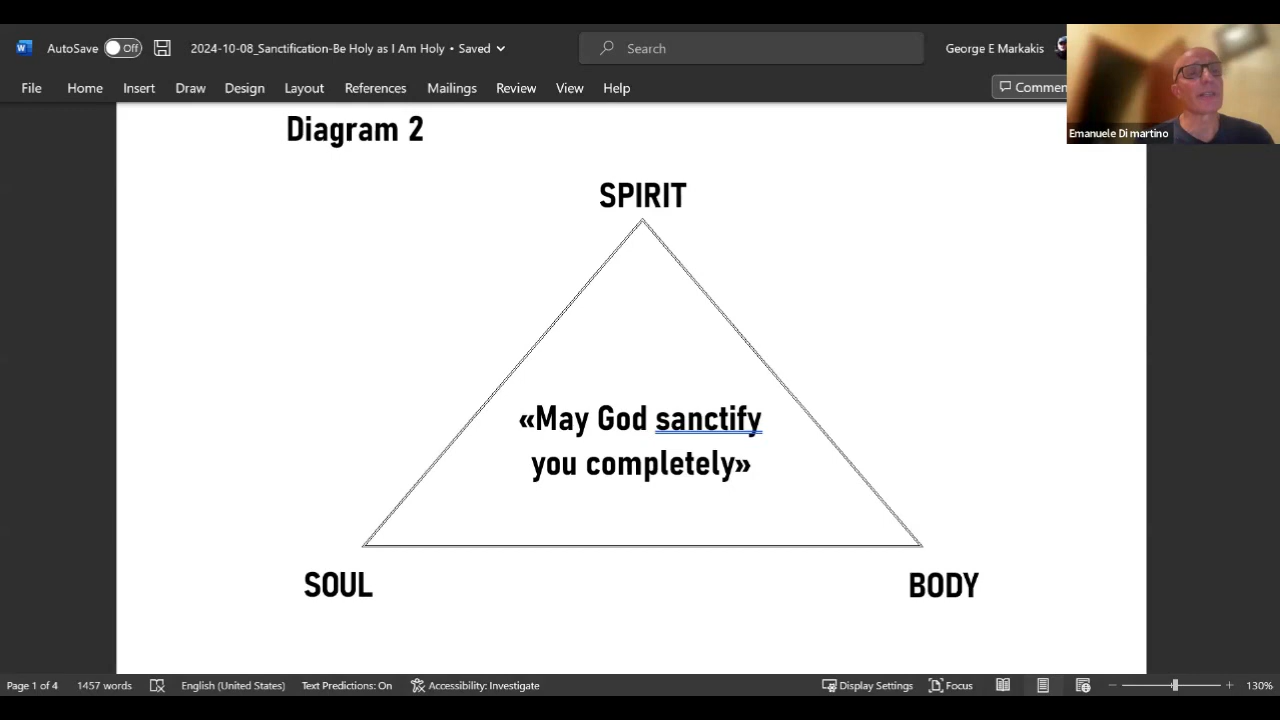 AutoSave Off 2024-10-08_Sanctification-Be Holy as I Am Holy • Saved Search George E Markakis
File Home Insert Draw Design Layout References Mailings Review View Help Commen
Emanuele Di martino
Diagram 2
SPIRIT
«May God sanctify
you completely»
SOUL BODY
Page 1 of 4 1457 words English (United States) Text Predictions: On Accessibility: Investigate Display Settings Focus 130%